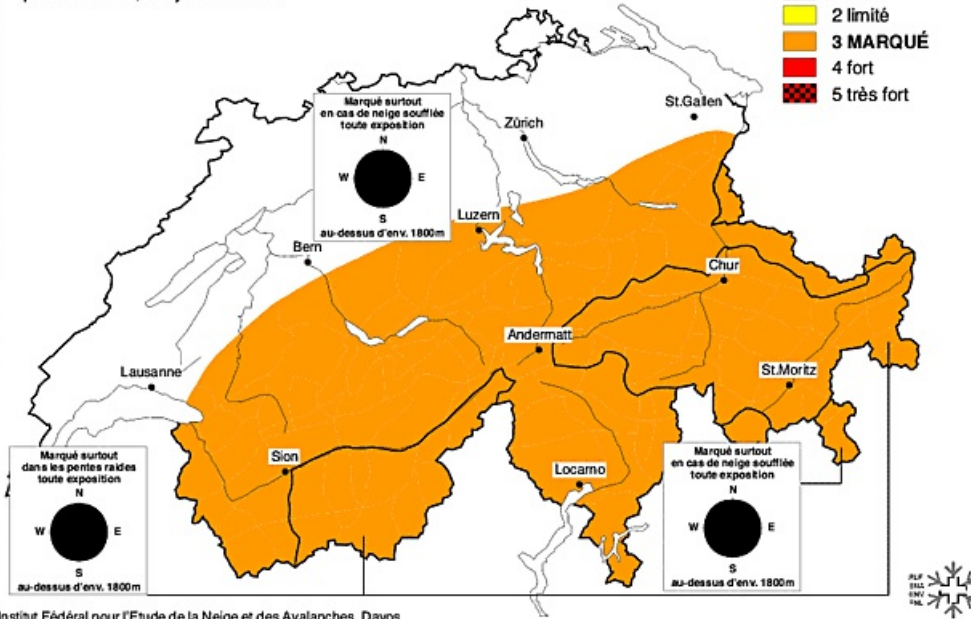 2 limité
3 MARQUÉ
4 fort
5 très fort
Marqué surtout
en cas de neige soufflée
toute exposition
N
W E
S
au-dessus d'env. 1800m
St.Gallen
Zürich
Luzern
Bern
Chur
Andermatt
St.Moritz
Lausanne
Sion
Locarno
Marqué surtout
dans les pentes raides
toute exposition
N
W E
S
au-dessus d'env. 1800m
Marqué surtout
en cas de neige soufflée
toute exposition
N
W E
S
au-dessus d'env. 1800m
Institut Fédéral pour l'Etude de la Neige et des Avalanches, Davos